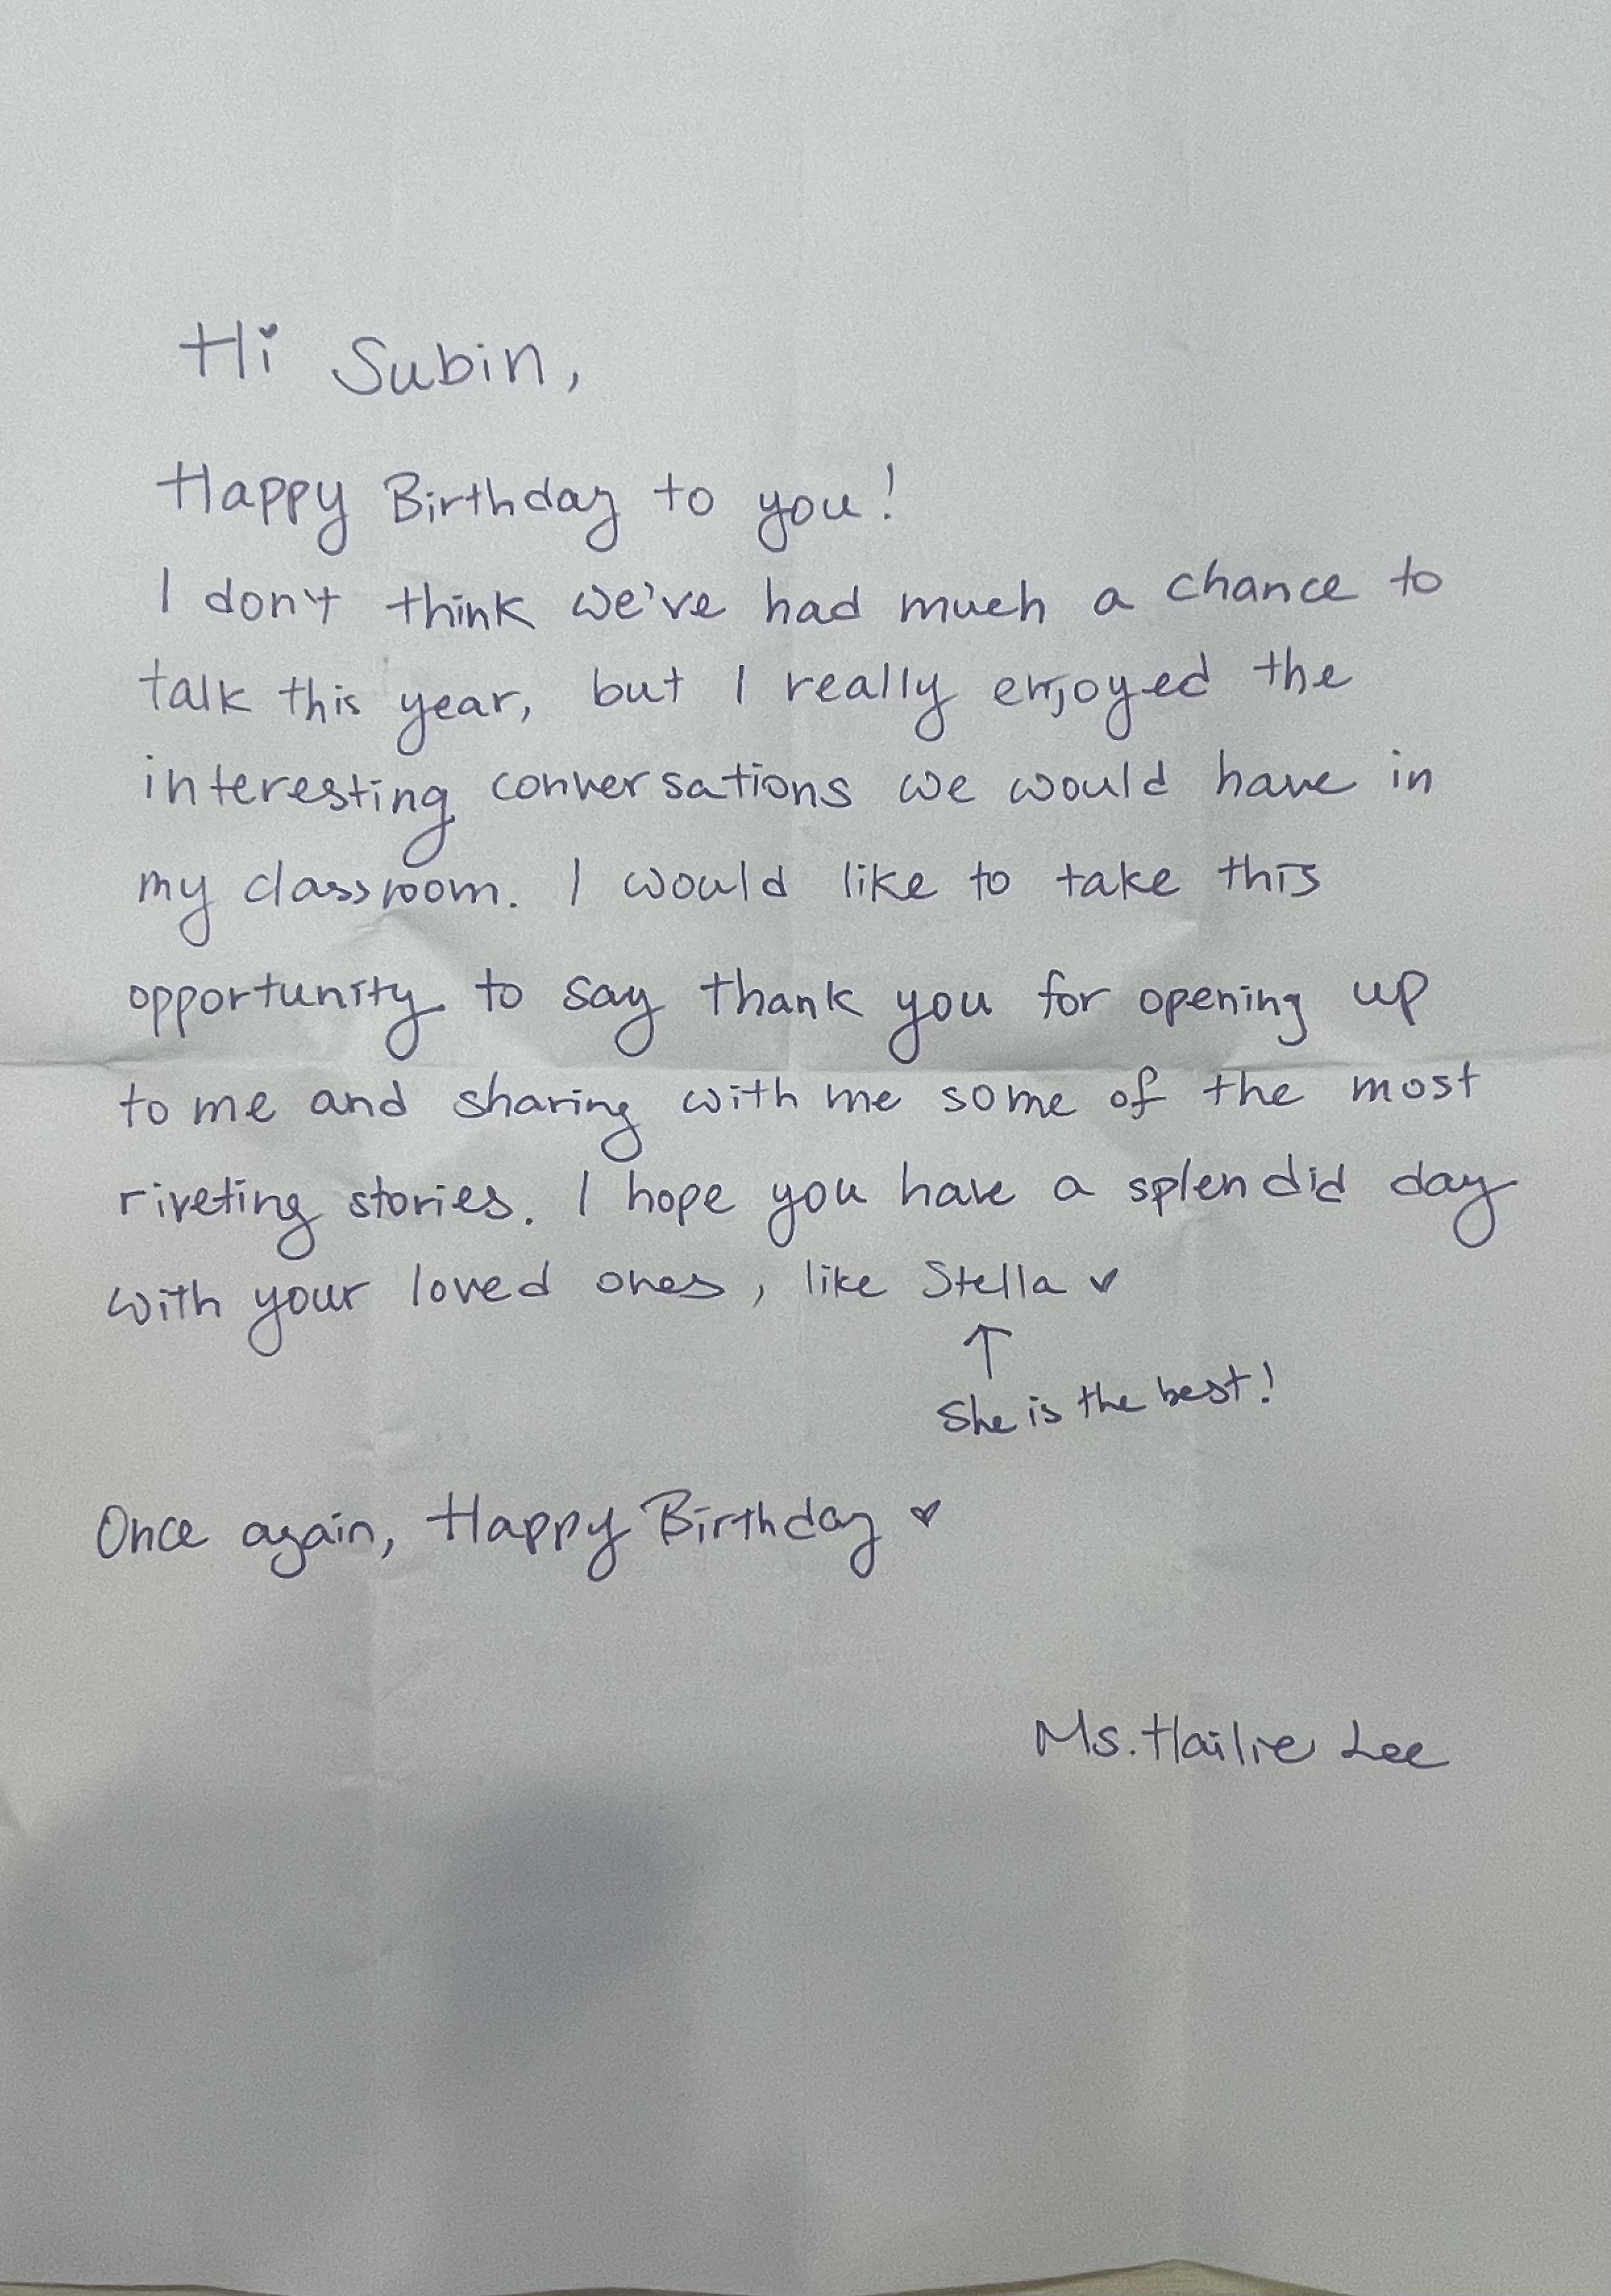 Hi Subin,
Happy Birthday to you!
I don't think we've had much a chance to
talk this year, but I really enjoyed the
interesting conversations we would have in
my classroom. I would like to take this
opportunity to say thank you for opening up
to me and sharing with me some of the most
riveting stories. I hope you have a splendid day
with your loved ones, like Stella ♥
↑
She is the best!
Once again, Happy Birthday ♥
Ms. Hailie Lee